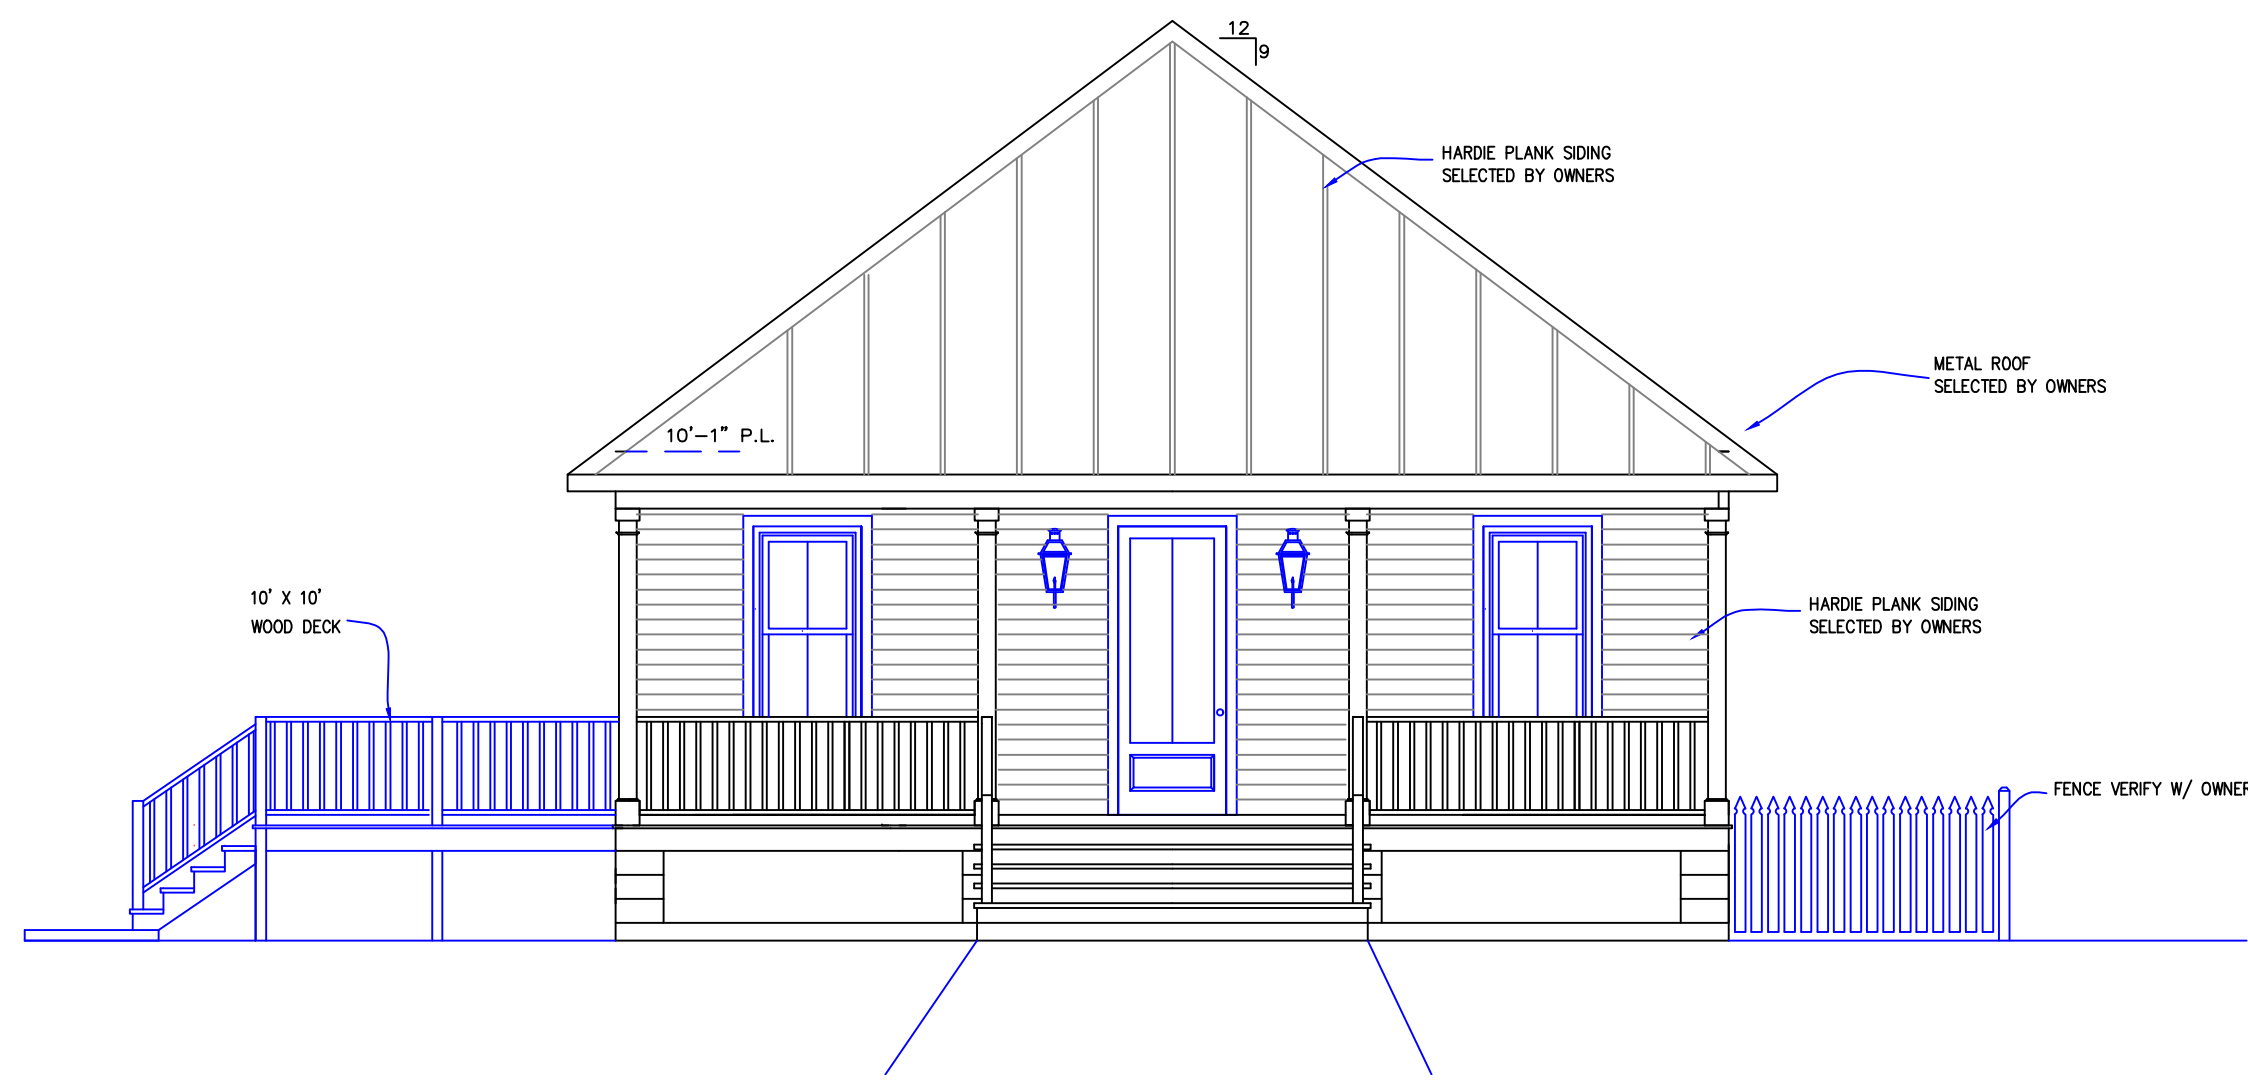 12
9
HARDIE PLANK SIDING
SELECTED BY OWNERS
METAL ROOF
SELECTED BY OWNERS
10'-1" P.L.
10' X 10'
WOOD DECK
HARDIE PLANK SIDING
SELECTED BY OWNERS
FENCE VERIFY W/ OWNER